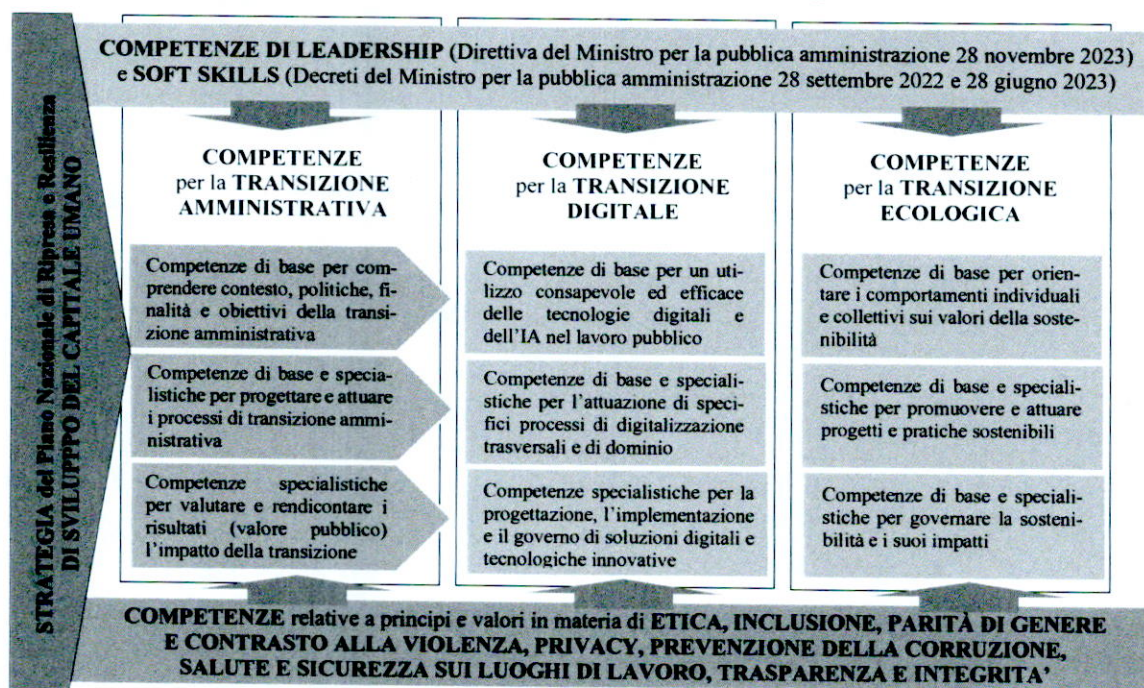 COMPETENZE DI LEADERSHIP (Direttiva del Ministro per la pubblica amministrazione 28 novembre 2023)
e SOFT SKILLS (Decreti del Ministro per la pubblica amministrazione 28 settembre 2022 e 28 giugno 2023)
STRATEGIA del Piano Nazionale di Ripresa e Resilienza
DI SVILUPPO DEL CAPITALE UMANO
COMPETENZE
per la TRANSIZIONE
AMMINISTRATIVA
Competenze di base per com-
prendere contesto, politiche, fi-
nalità e obiettivi della transi-
zione amministrativa
Competenze di base e specia-
listiche per progettare e attuare
i processi di transizione ammi-
nistrativa
Competenze specialistiche
per valutare e rendicontare i
risultati (valore pubblico)
l'impatto della transizione
COMPETENZE
per la TRANSIZIONE
DIGITALE
Competenze di base per un uti-
lizzo consapevole ed efficace
delle tecnologie digitali e
dell'IA nel lavoro pubblico
Competenze di base e speciali-
stiche per l'attuazione di speci-
fici processi di digitalizzazione
trasversali e di dominio
Competenze specialistiche per la
progettazione, l'implementazione
e il governo di soluzioni digitali e
tecnologiche innovative
COMPETENZE
per la TRANSIZIONE
ECOLOGICA
Competenze di base per orien-
tare i comportamenti individuali
e collettivi sui valori della soste-
nibilità
Competenze di base e speciali-
stiche per promuovere e attuare
progetti e pratiche sostenibili
Competenze di base e speciali-
stiche per governare la sosteni-
bilità e i suoi impatti
COMPETENZE relative a principi e valori in materia di ETICA, INCLUSIONE, PARITÀ DI GENERE
E CONTRASTO ALLA VIOLENZA, PRIVACY, PREVENZIONE DELLA CORRUZIONE,
SALUTE E SICUREZZA SUI LUOGHI DI LAVORO, TRASPARENZA E INTEGRITA'